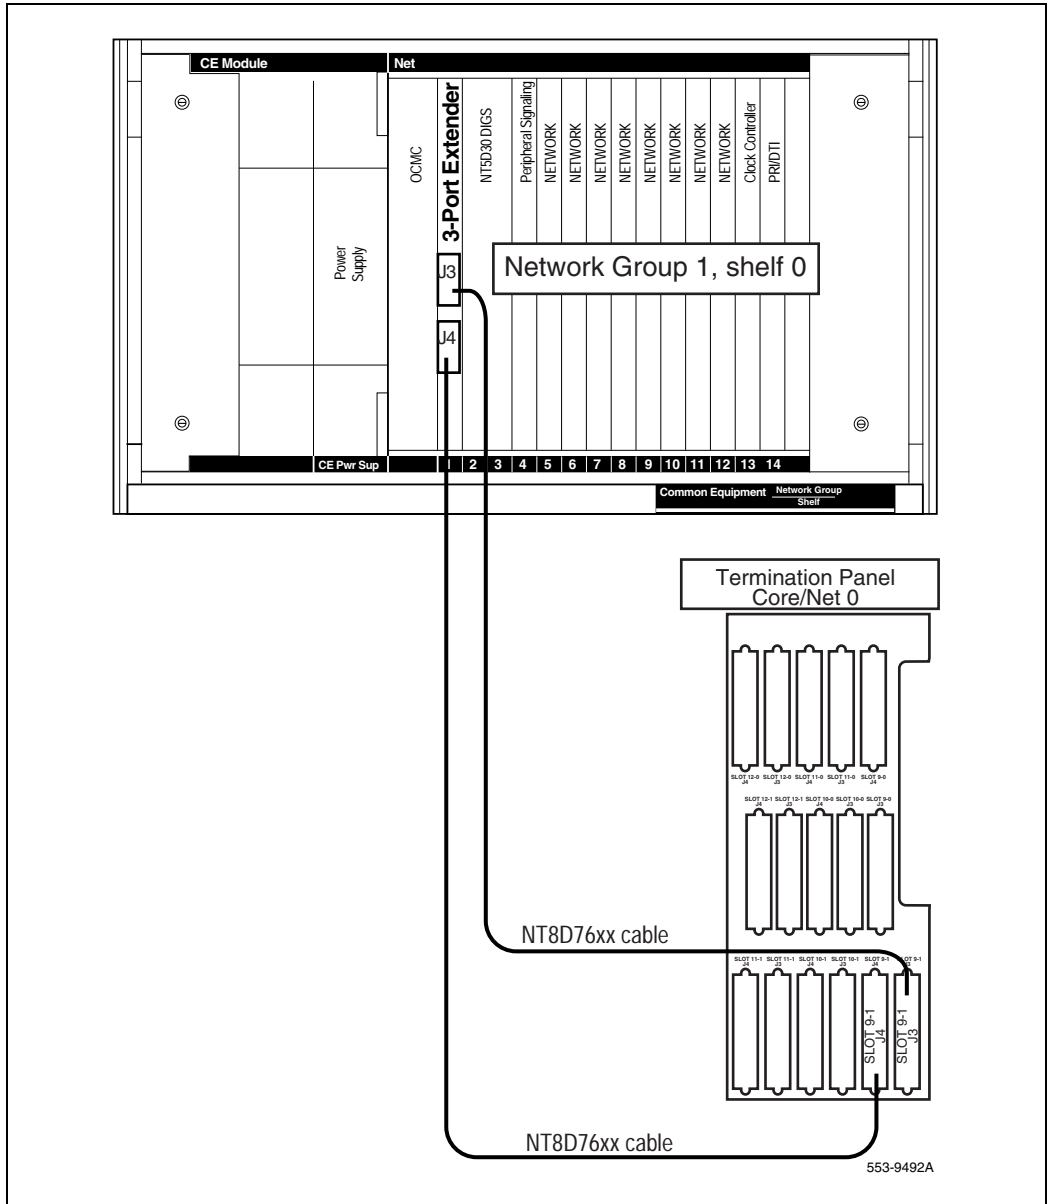 CE Module
Net
OCMC
3-Port Extender
NT5D30 DIGS
Peripheral Signaling
NETWORK
NETWORK
NETWORK
NETWORK
NETWORK
NETWORK
NETWORK
NETWORK
Clock Controller
PRI/DTI
Power
Supply
J3
Network Group 1, shelf 0
J4
CE Pwr Sup
1 2 3 4 5 6 7 8 9 10 11 12 13 14
Common Equipment
Network Group
Shelf
Termination Panel
Core/Net 0
SLOT 12-0 SLOT 12-0 SLOT 11-0 SLOT 11-0 SLOT 9-0
J4 J3 J4 J3 J4
SLOT 12-1 SLOT 12-1 SLOT 10-0 SLOT 10-0 SLOT 9-0
J4 J3 J4 J3 J3
NT8D76xx cable
SLOT 11-1 SLOT 11-1 SLOT 10-1 SLOT 10-1 SLOT 9-1 SLOT 9-1
J4 J3 J4 J3 J4 J3
SLOT 9-1
J4
SLOT 9-1
J3
NT8D76xx cable
553-9492A